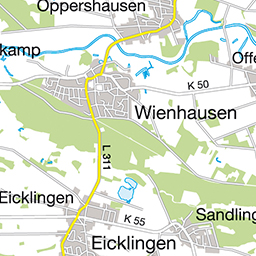 Oppershausen
kamp
Offe
K 50
Wienhausen
L 311
Eicklingen
K 55
Sandling
Eicklingen